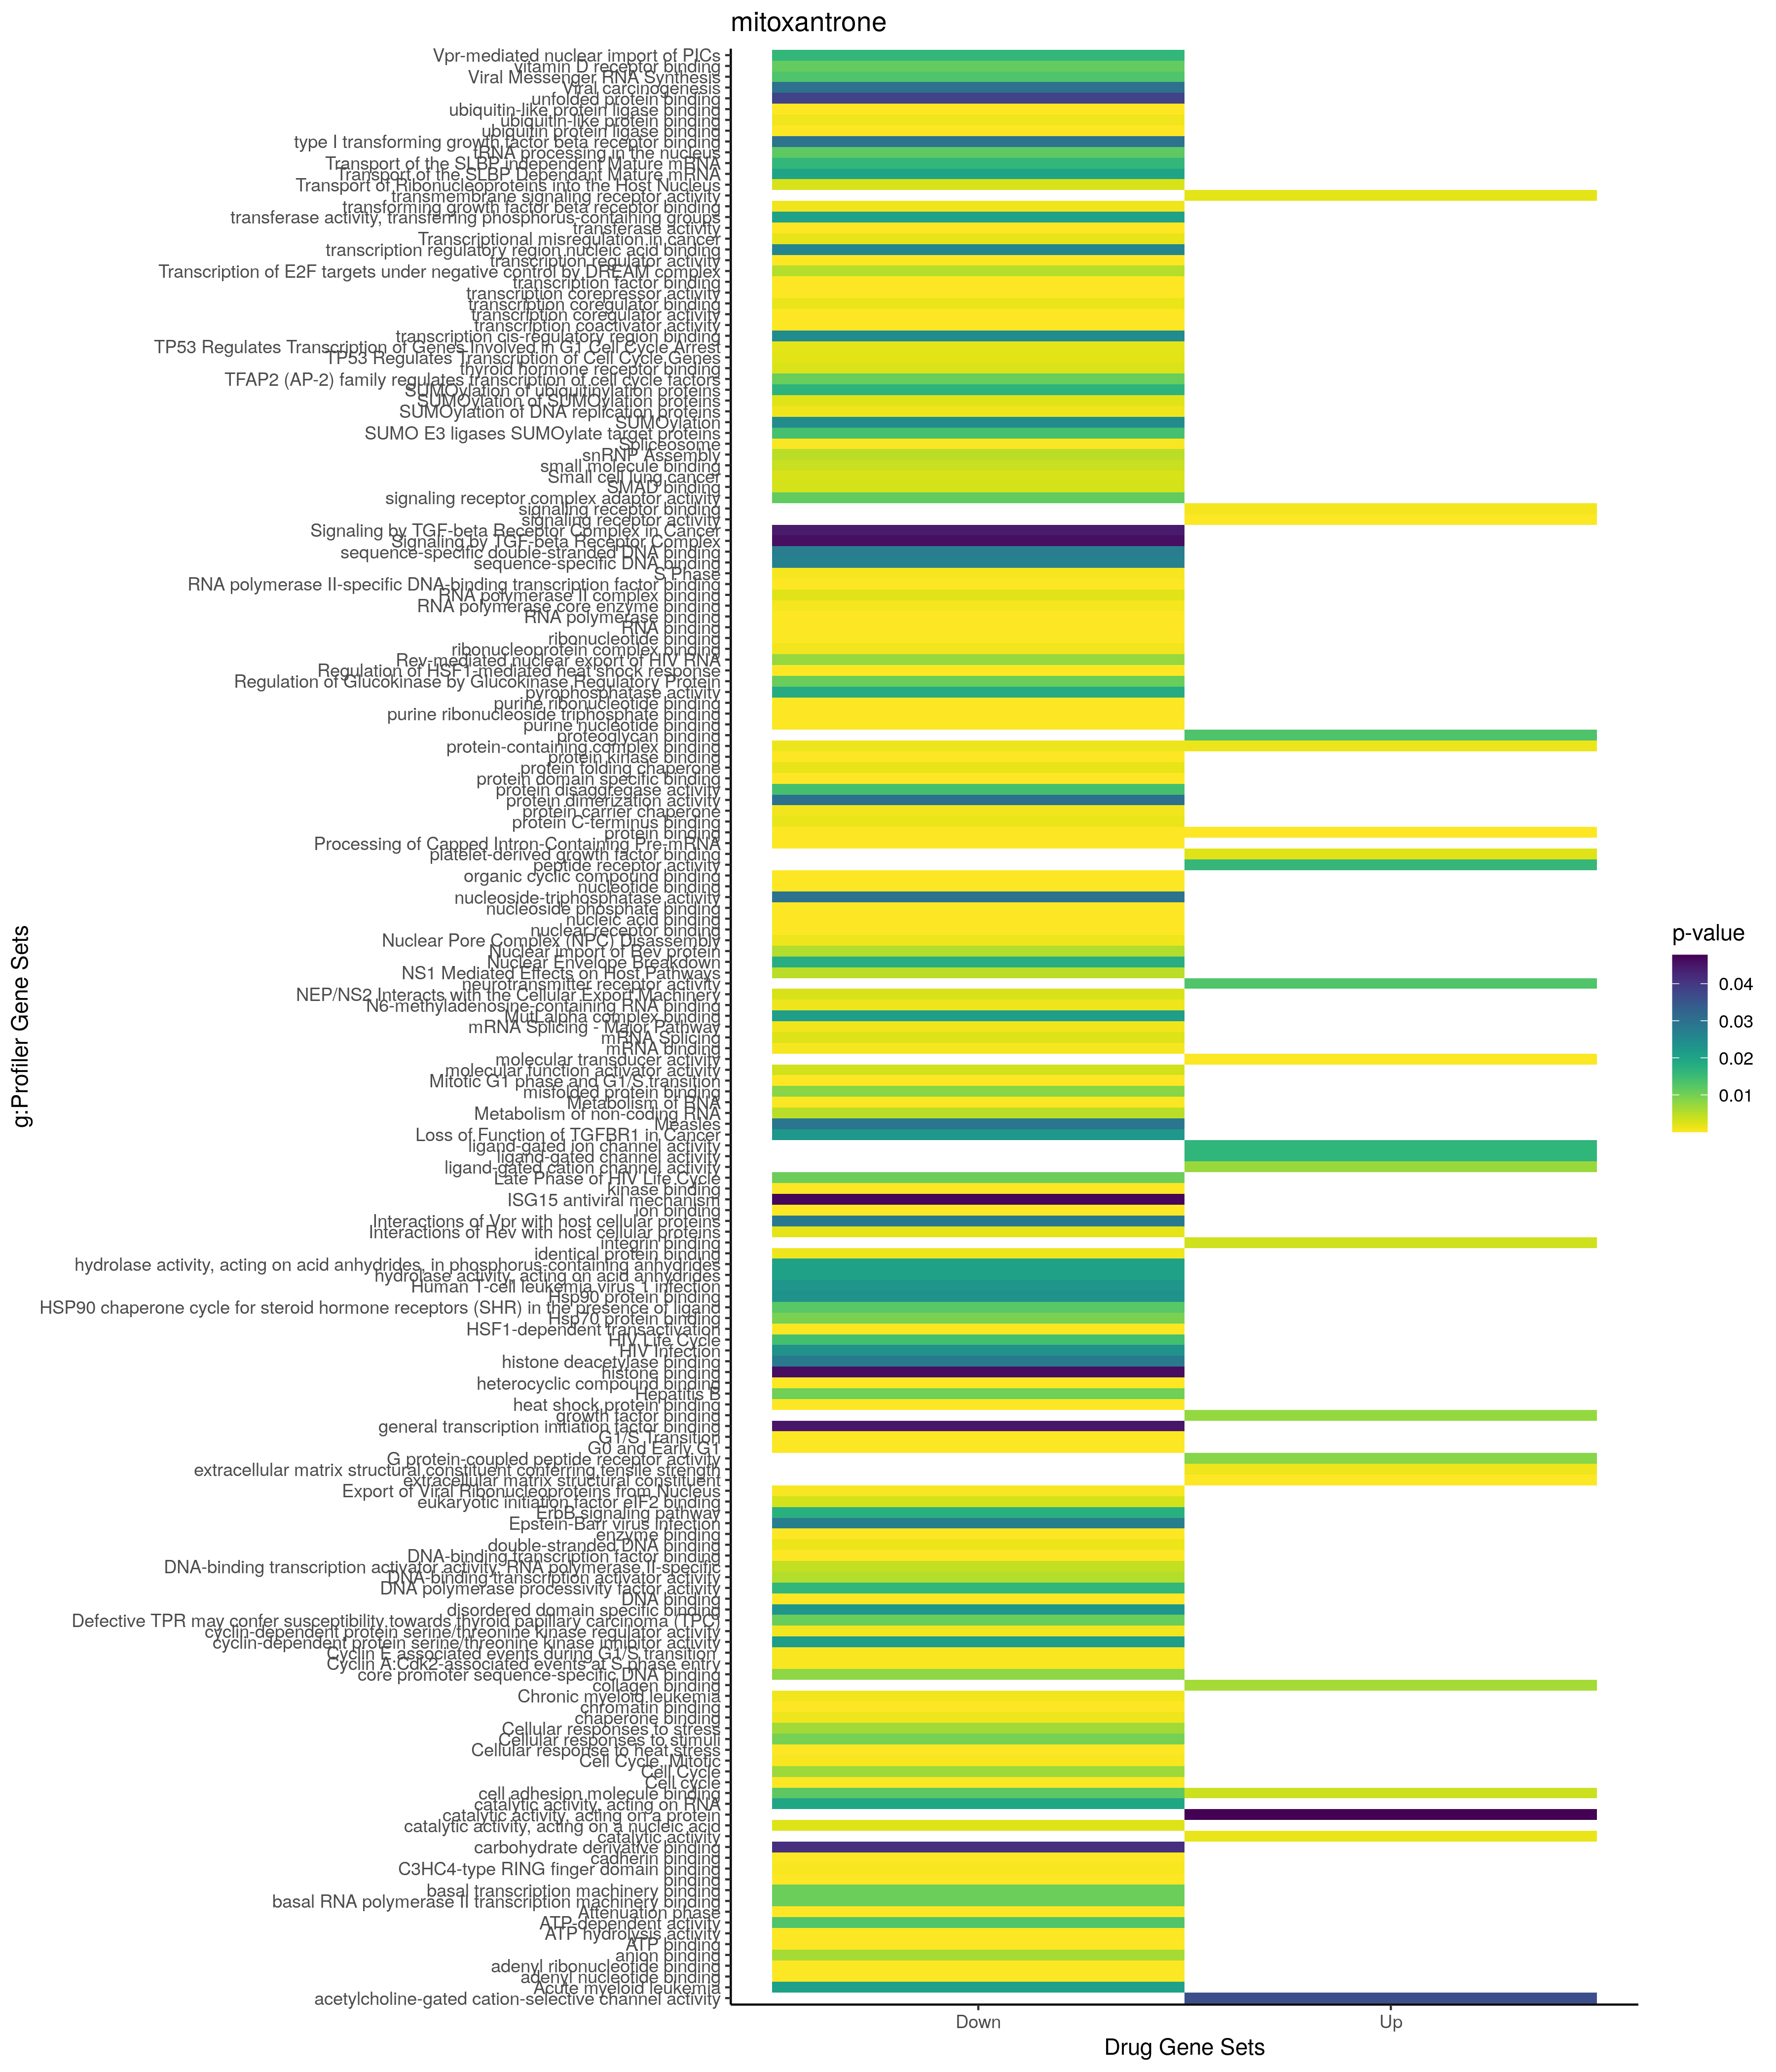 mitoxantrone
Vpr-mediated nuclear import of PICs
vitamin D receptor binding
Viral Messenger RNA Synthesis
Viral carcinogenesis
unfolded protein binding
ubiquitin-like protein ligase binding
ubiquitin-like protein binding
ubiquitin protein ligase binding
type I transforming growth factor beta receptor binding
tRNA processing in the nucleus
Transport of the SLBP independent Mature mRNA
Transport of the SLBP Dependant Mature mRNA
Transport of Ribonucleoproteins into the Host Nucleus
transmembrane signaling receptor activity
transforming growth factor beta receptor binding
transferase activity, transferring phosphorus-containing groups
transferase activity
Transcriptional misregulation in cancer
transcription regulatory region nucleic acid binding
transcription regulator activity
Transcription of E2F targets under negative control by DREAM complex
transcription factor binding
transcription corepressor activity
transcription coregulator binding
transcription coregulator activity
transcription coactivator activity
transcription cis-regulatory region binding
TP53 Regulates Transcription of Genes Involved in G1 Cell Cycle Arrest
TP53 Regulates Transcription of Cell Cycle Genes
thyroid hormone receptor binding
TFAP2 (AP-2) family regulates transcription of cell cycle factors
SUMOylation of ubiquitinylation proteins
SUMOylation of SUMOylation proteins
SUMOylation of DNA replication proteins
SUMOylation
SUMO E3 ligases SUMOylate target proteins
Spliceosome
snRNP Assembly
small molecule binding
Small cell lung cancer
SMAD binding
signaling receptor complex adaptor activity
signaling receptor binding
signaling receptor activity
Signaling by TGF-beta Receptor Complex in Cancer
Signaling by TGF-beta Receptor Complex
sequence-specific double-stranded DNA binding
sequence-specific DNA binding
S Phase
RNA polymerase II-specific DNA-binding transcription factor binding
RNA polymerase II complex binding
RNA polymerase core enzyme binding
RNA polymerase binding
RNA binding
ribonucleotide binding
ribonucleoprotein complex binding
Rev-mediated nuclear export of HIV RNA
Regulation of HSF1-mediated heat shock response
Regulation of Glucokinase by Glucokinase Regulatory Protein
pyrophosphatase activity
purine ribonucleotide binding
purine ribonucleoside triphosphate binding
purine nucleotide binding
proteoglycan binding
protein-containing complex binding
protein kinase binding
protein folding chaperone
protein domain specific binding
protein disaggregase activity
protein dimerization activity
protein carrier chaperone
protein C-terminus binding
protein binding
Processing of Capped Intron-Containing Pre-mRNA
platelet-derived growth factor binding
peptide receptor activity
organic cyclic compound binding
nucleotide binding
nucleoside-triphosphatase activity
nucleoside phosphate binding
nucleic acid binding
nuclear receptor binding
Nuclear Pore Complex (NPC) Disassembly
Nuclear import of Rev protein
Nuclear Envelope Breakdown
NS1 Mediated Effects on Host Pathways
neurotransmitter receptor activity
NEP/NS2 Interacts with the Cellular Export Machinery
N6-methyladenosine-containing RNA binding
MutLalpha complex binding
mRNA Splicing - Major Pathway
mRNA Splicing
mRNA binding
molecular transducer activity
molecular function activator activity
Mitotic G1 phase and G1/S transition
misfolded protein binding
Metabolism of RNA
Metabolism of non-coding RNA
Measles
Loss of Function of TGFBR1 in Cancer
ligand-gated ion channel activity
ligand-gated channel activity
ligand-gated cation channel activity
Late Phase of HIV Life Cycle
kinase binding
ISG15 antiviral mechanism
ion binding
Interactions of Vpr with host cellular proteins
Interactions of Rev with host cellular proteins
integrin binding
identical protein binding
hydrolase activity, acting on acid anhydrides, in phosphorus-containing anhydrides
hydrolase activity, acting on acid anhydrides
Human T-cell leukemia virus 1 infection
Hsp90 protein binding
HSP90 chaperone cycle for steroid hormone receptors (SHR) in the presence of ligand
Hsp70 protein binding
HSF1-dependent transactivation
HIV Life Cycle
HIV Infection
histone deacetylase binding
histone binding
heterocyclic compound binding
Hepatitis B
heat shock protein binding
growth factor binding
general transcription initiation factor binding
G1/S Transition
G0 and Early G1
G protein-coupled peptide receptor activity
extracellular matrix structural constituent conferring tensile strength
extracellular matrix structural constituent
Export of Viral Ribonucleoproteins from Nucleus
eukaryotic initiation factor eIF2 binding
ErbB signaling pathway
Epstein-Barr virus infection
enzyme binding
double-stranded DNA binding
DNA-binding transcription factor binding
DNA-binding transcription activator activity, RNA polymerase II-specific
DNA-binding transcription activator activity
DNA polymerase processivity factor activity
DNA binding
disordered domain specific binding
Defective TPR may confer susceptibility towards thyroid papillary carcinoma (TPC)
cyclin-dependent protein serine/threonine kinase regulator activity
cyclin-dependent protein serine/threonine kinase inhibitor activity
Cyclin E associated events during G1/S transition
Cyclin A:Cdk2-associated events at S phase entry
core promoter sequence-specific DNA binding
collagen binding
Chronic myeloid leukemia
chromatin binding
chaperone binding
Cellular responses to stress
Cellular responses to stimuli
Cellular response to heat stress
Cell Cycle, Mitotic
Cell Cycle
Cell cycle
cell adhesion molecule binding
catalytic activity, acting on RNA
catalytic activity, acting on a protein
catalytic activity, acting on a nucleic acid
catalytic activity
carbohydrate derivative binding
cadherin binding
C3HC4-type RING finger domain binding
binding
basal transcription machinery binding
basal RNA polymerase II transcription machinery binding
Attenuation phase
ATP-dependent activity
ATP hydrolysis activity
ATP binding
anion binding
adenyl ribonucleotide binding
adenyl nucleotide binding
Acute myeloid leukemia
acetylcholine-gated cation-selective channel activity
g:Profiler Gene Sets
Down
Up
Drug Gene Sets
p-value
0.04
0.03
0.02
0.01